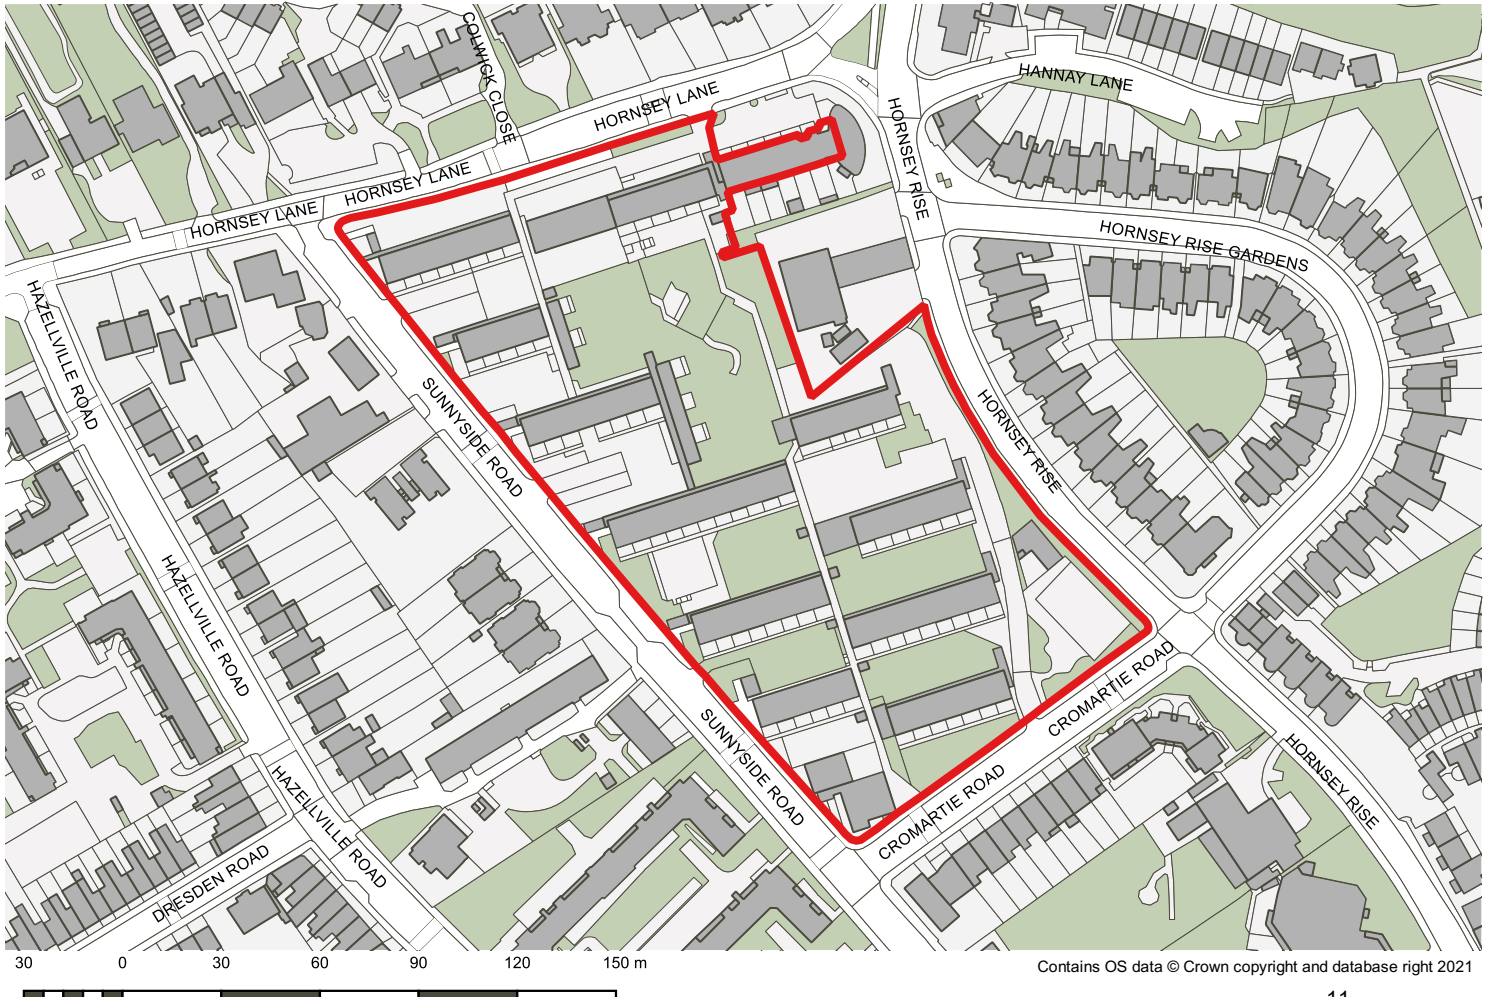 COLWICK CLOSE
HORNSEY LANE
HANNAY LANE
HORNSEY RISE
HORNSEY LANE
HORNSEY LANE
HORNSEY RISE GARDENS
HAZELLVILLE ROAD
SUNNYSIDE ROAD
HORNSEY RISE
HAZELLVILLE ROAD
CROMARTIE ROAD
SUNNYSIDE ROAD
HORNSEY RISE
HAZELLVILLE ROAD
CROMARTIE ROAD
DRESDEN ROAD
30 0 30 60 90 120 150 m
Contains OS data © Crown copyright and database right 2021
11